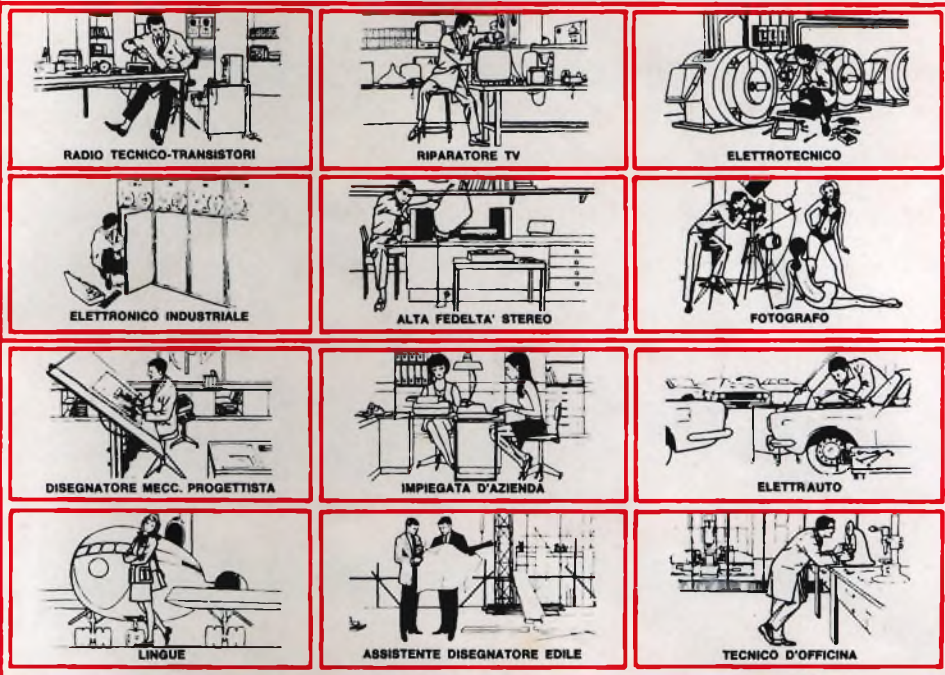 RADIO TECNICO-TRANSISTORI
RIPARATORE TV
ELETTROTECNICO
ELETTRONICO INDUSTRIALE
ALTA FEDELTA' STEREO
FOTOGRAFO
DISEGNATORE MECC. PROGETTISTA
IMPIEGATA D'AZIENDA
ELETTRAUTO
LINGUE
ASSISTENTE DISEGNATORE EDILE
TECNICO D'OFFICINA